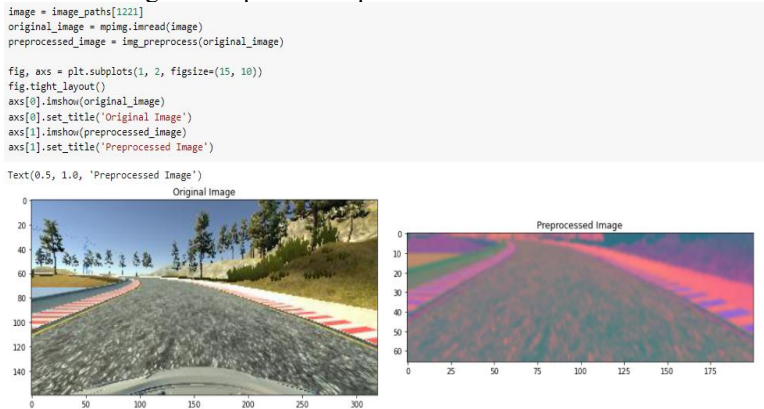 image = image_paths[1221]
original_image = mpimg.imread(image)
preprocessed_image = img_preprocess(original_image)
fig, axs = plt.subplots(1, 2, figsize=(15, 10))
fig.tight_layout()
axs[0].imshow(original_image)
axs[0].set_title('Original Image')
axs[1].imshow(preprocessed_image)
axs[1].set_title('Preprocessed Image')
Text(0.5, 1.0, 'Preprocessed Image')
Original Image
0
20
40
60
80
100
120
140
0 50 100 150 200 250 300
Preprocessed Image
0
10
20
30
40
50
60
0 25 50 75 100 125 150 175